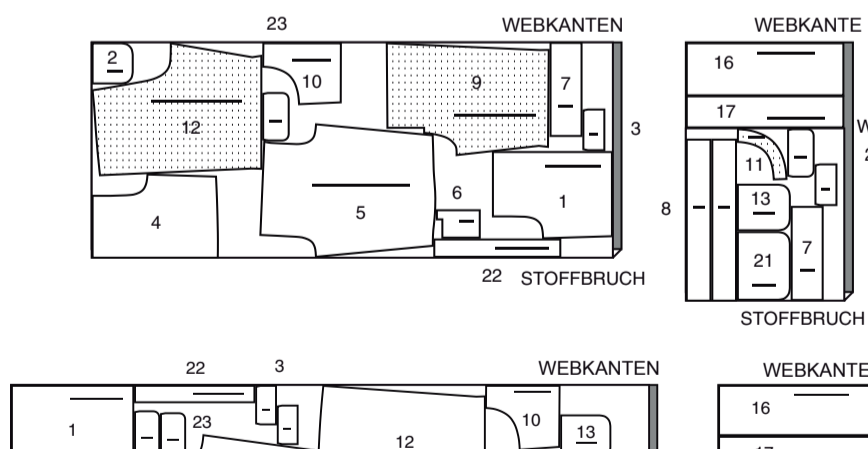 23 WEBKANTEN
2 10 9 7 3
12
4 5 6 1
22 STOFFBRUCH
WEBKANTE
16
17
11
8 13
21 7
STOFFBRUCH
22 3 WEBKANTEN
1 23 12 10 13
WEBKANTE
16